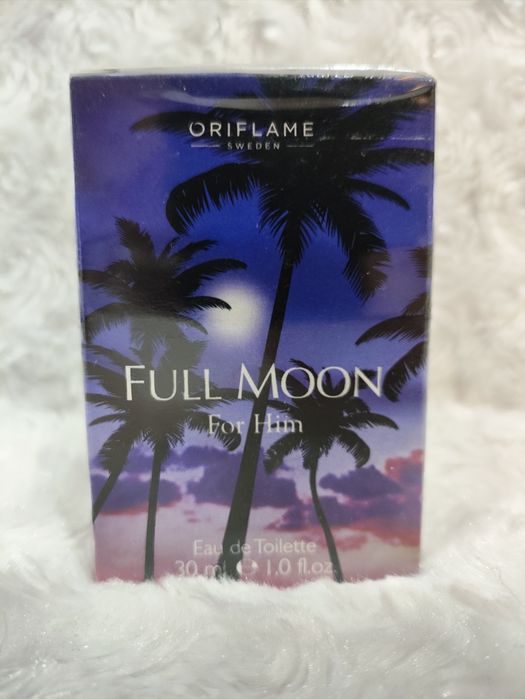 ORIFLAME
SWEDEN
FULL MOON
For Him
Eau de Toilette
30 ml ℮ 1.0 fl.oz.